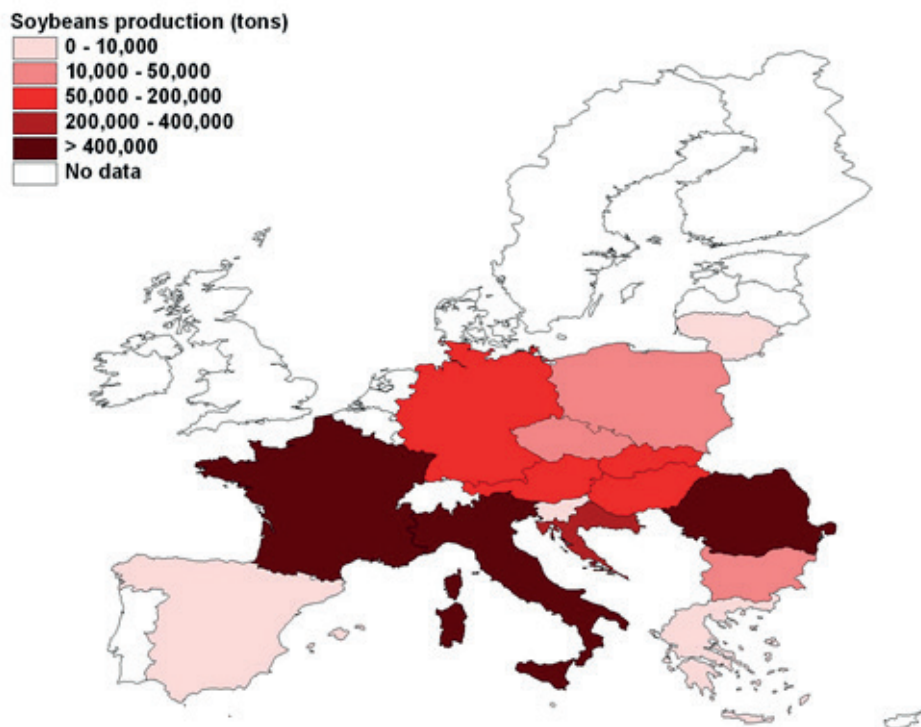 Soybeans production (tons)
0 - 10,000
10,000 - 50,000
50,000 - 200,000
200,000 - 400,000
> 400,000
No data